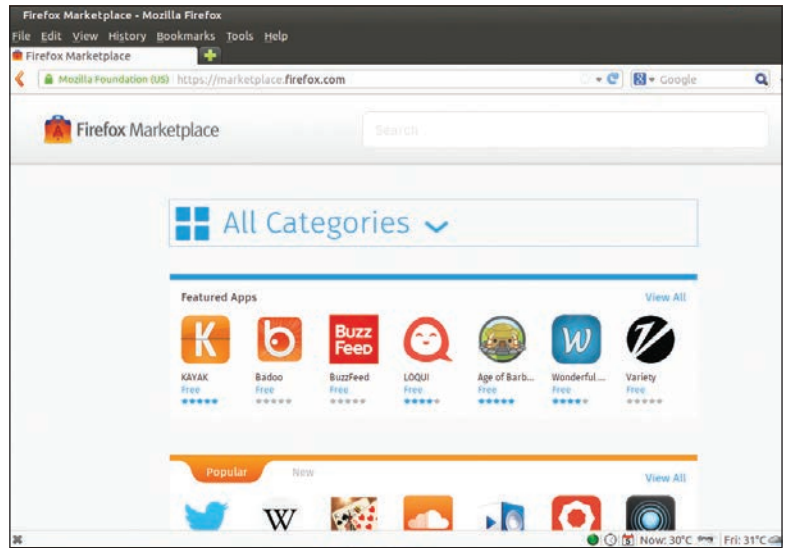 Firefox Marketplace - Mozilla Firefox
File Edit View History Bookmarks Tools Help
Firefox Marketplace
Mozilla Foundation (US) https://marketplace.firefox.com Google
Firefox Marketplace Search
All Categories
Featured Apps View All
K b BuzzFeed W V
KAYAK Badoo BuzzFeed LOQUI Age of Barb... Wonderful ... Variety
Free Free Free Free Free Free Free
Popular New View All
W
Now: 30°C Fri: 31°C